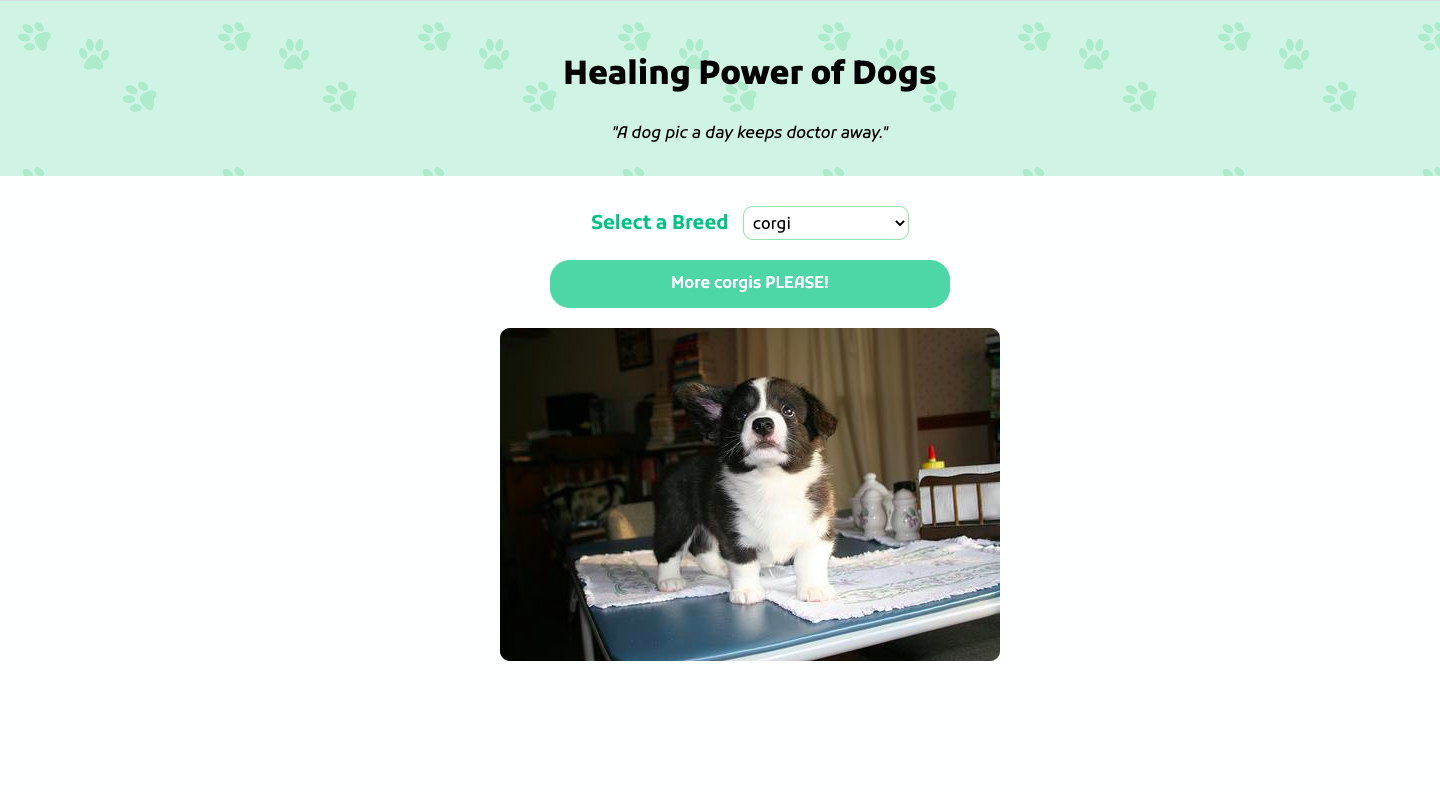 Healing Power of Dogs
"A dog pic a day keeps doctor away."
Select a Breed corgi
More corgis PLEASE!